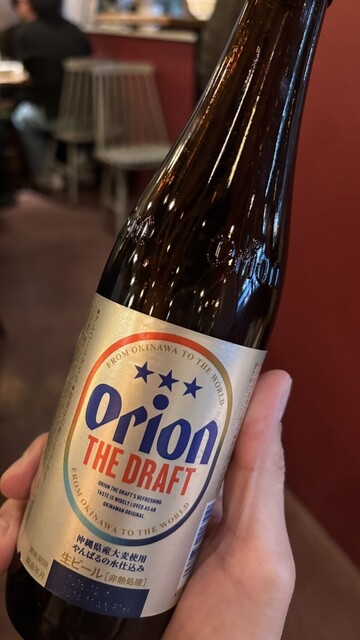 Orion
FROM OKINAWA TO THE WORLD
Orion
THE DRAFT
ORION THE DRAFT'S REFRESHING
TASTE IS WIDELY LOVED AS AN
OKINAWAN ORIGINAL
FROM OKINAWA TO THE WORLD
沖縄県産大麦使用
やんばるの水仕込み
生ビール[非熱処理]